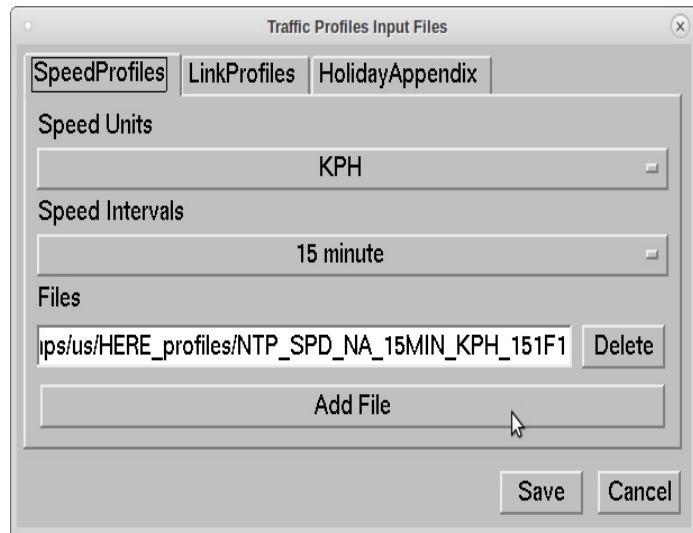 Traffic Profiles Input Files
SpeedProfiles LinkProfiles HolidayAppendix
Speed Units
KPH
Speed Intervals
15 minute
Files
ps/us/HERE_profiles/NTP_SPD_NA_15MIN_KPH_151F1 Delete
Add File
Save Cancel